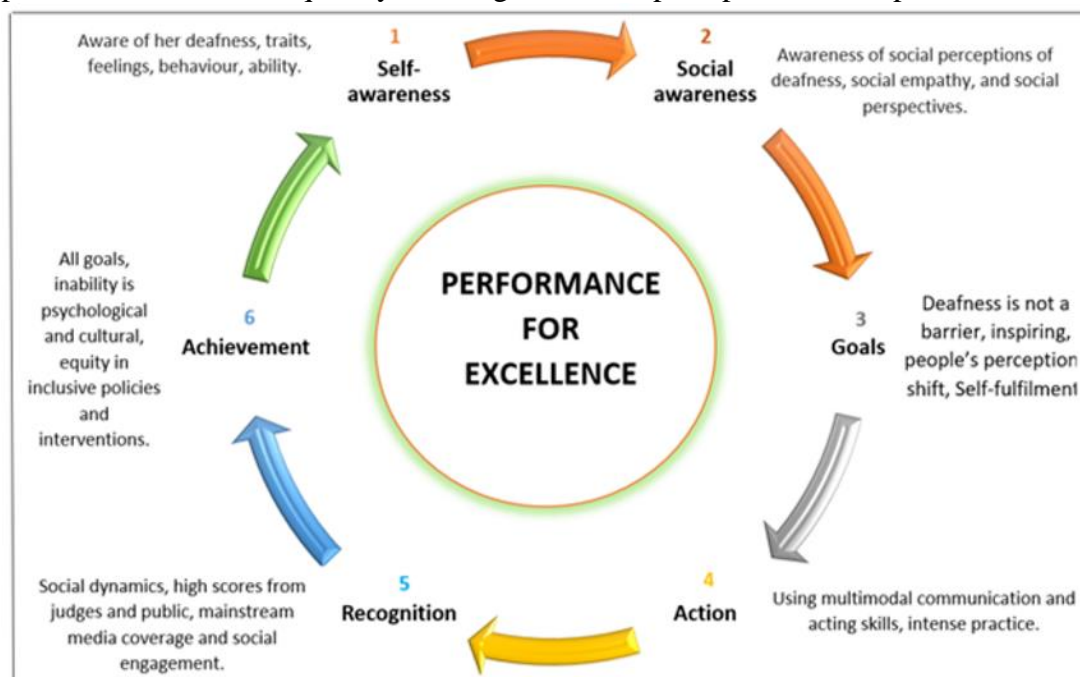 Aware of her deafness, traits,
feelings, behaviour, ability.
1
Self-
awareness
2
Social
awareness
Awareness of social perceptions of
deafness, social empathy, and social
perspectives.
PERFORMANCE
FOR
EXCELLENCE
3
Goals
Deafness is not a
barrier, inspiring,
people's perception
shift, Self-fulfilment
4
Action
Using multimodal communication and
acting skills, intense practice.
5
Recognition
Social dynamics, high scores from
judges and public, mainstream
media coverage and social
engagement.
6
Achievement
All goals,
inability is
psychological
and cultural,
equity in
inclusive policies
and
interventions.